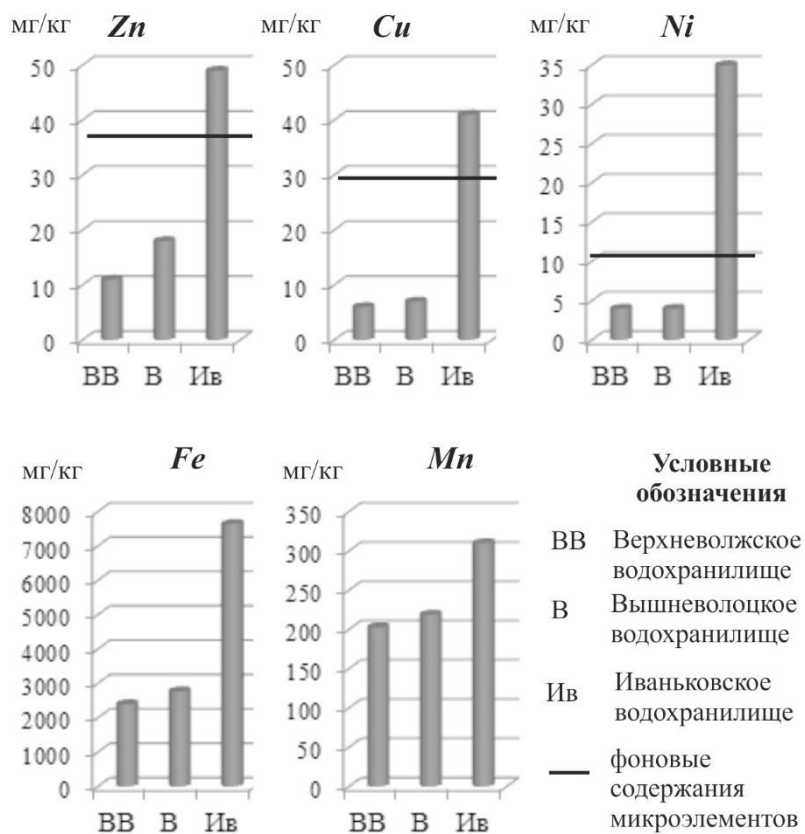 мг/кг Zn
50
40
30
20
10
0
ВВ В Ив
мг/кг Cu
50
40
30
20
10
0
ВВ В Ив
мг/кг Ni
35
30
25
20
15
10
5
0
ВВ В Ив
мг/кг Fe
8000
7000
6000
5000
4000
3000
2000
1000
0
ВВ В Ив
мг/кг Mn
350
300
250
200
150
100
50
0
ВВ В Ив
Условные
обозначения
ВВ Верхневолжское
водохранилище
В Вышневолоцкое
водохранилище
Ив Иваньковское
водохранилище
фоновые
содержания
микроэлементов